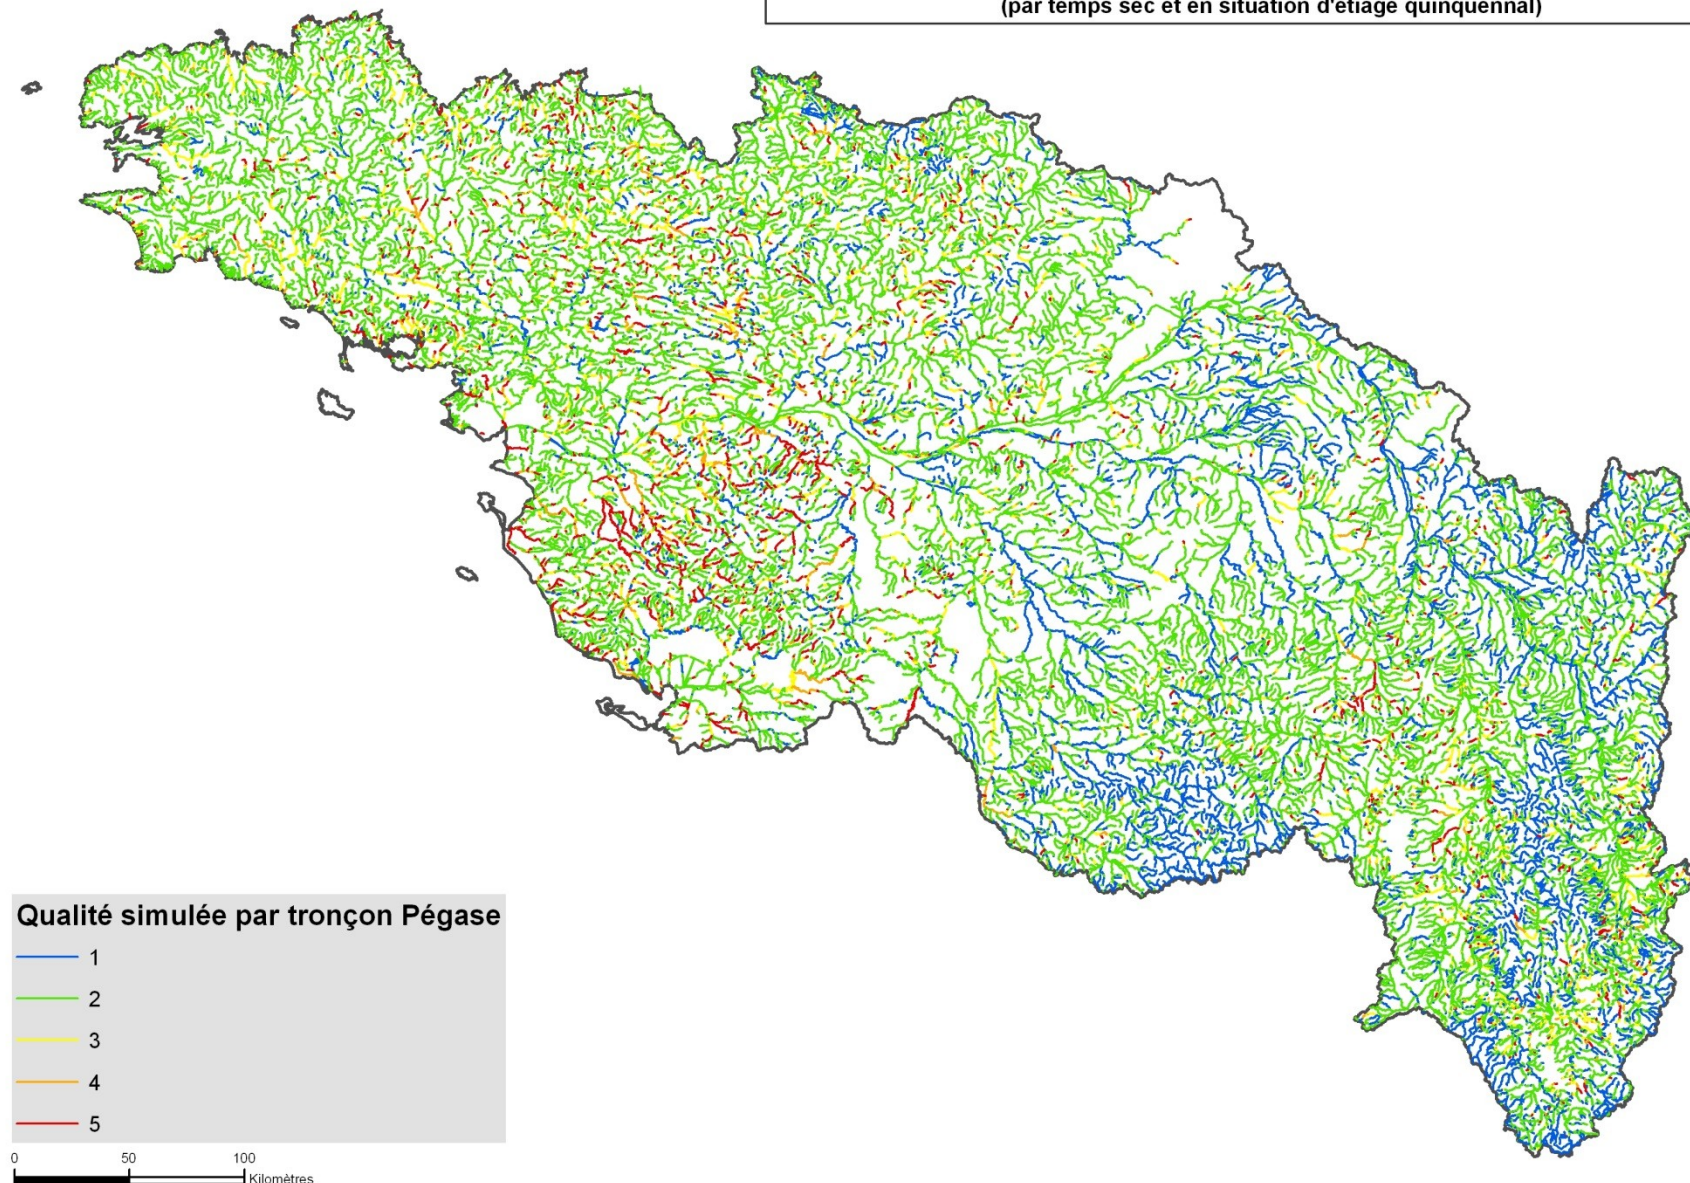 (par temps sec et en situation d'étiage quinquennal)
Qualité simulée par tronçon Pégase
1
2
3
4
5
0 50 100
Kilomètres